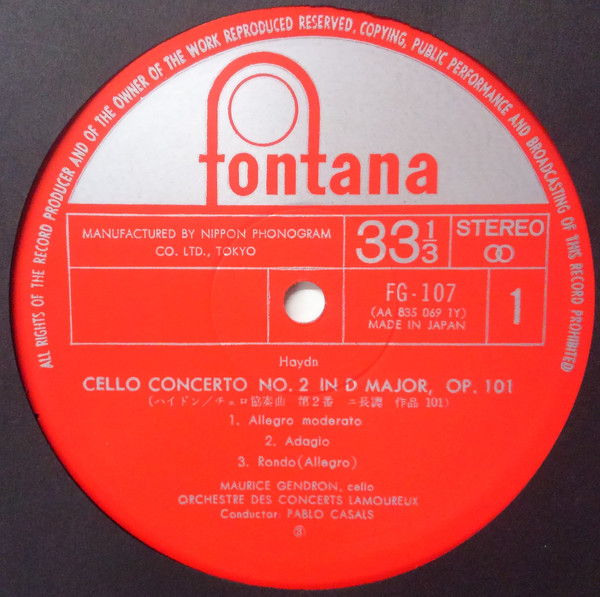 ALL RIGHTS OF THE RECORD PRODUCER AND OF THE OWNER OF THE WORK REPRODUCED RESERVED, COPYING, PUBLIC PERFORMANCE AND BROADCASTING OF THIS RECORD PROHIBITED
fontana
MANUFACTURED BY NIPPON PHONOGRAM
CO. LTD., TOKYO
33 1/3
STEREO
FG-107
(AA 835 069 1Y)
MADE IN JAPAN
1
Haydn
CELLO CONCERTO NO. 2 IN D MAJOR, OP. 101
(ハイドン/チェロ協奏曲 第2番 ニ長調 作品 101)
1. Allegro moderato
2. Adagio
3. Rondo (Allegro)
MAURICE GENDRON, cello
ORCHESTRE DES CONCERTS LAMOUREUX
Conductor: PABLO CASALS